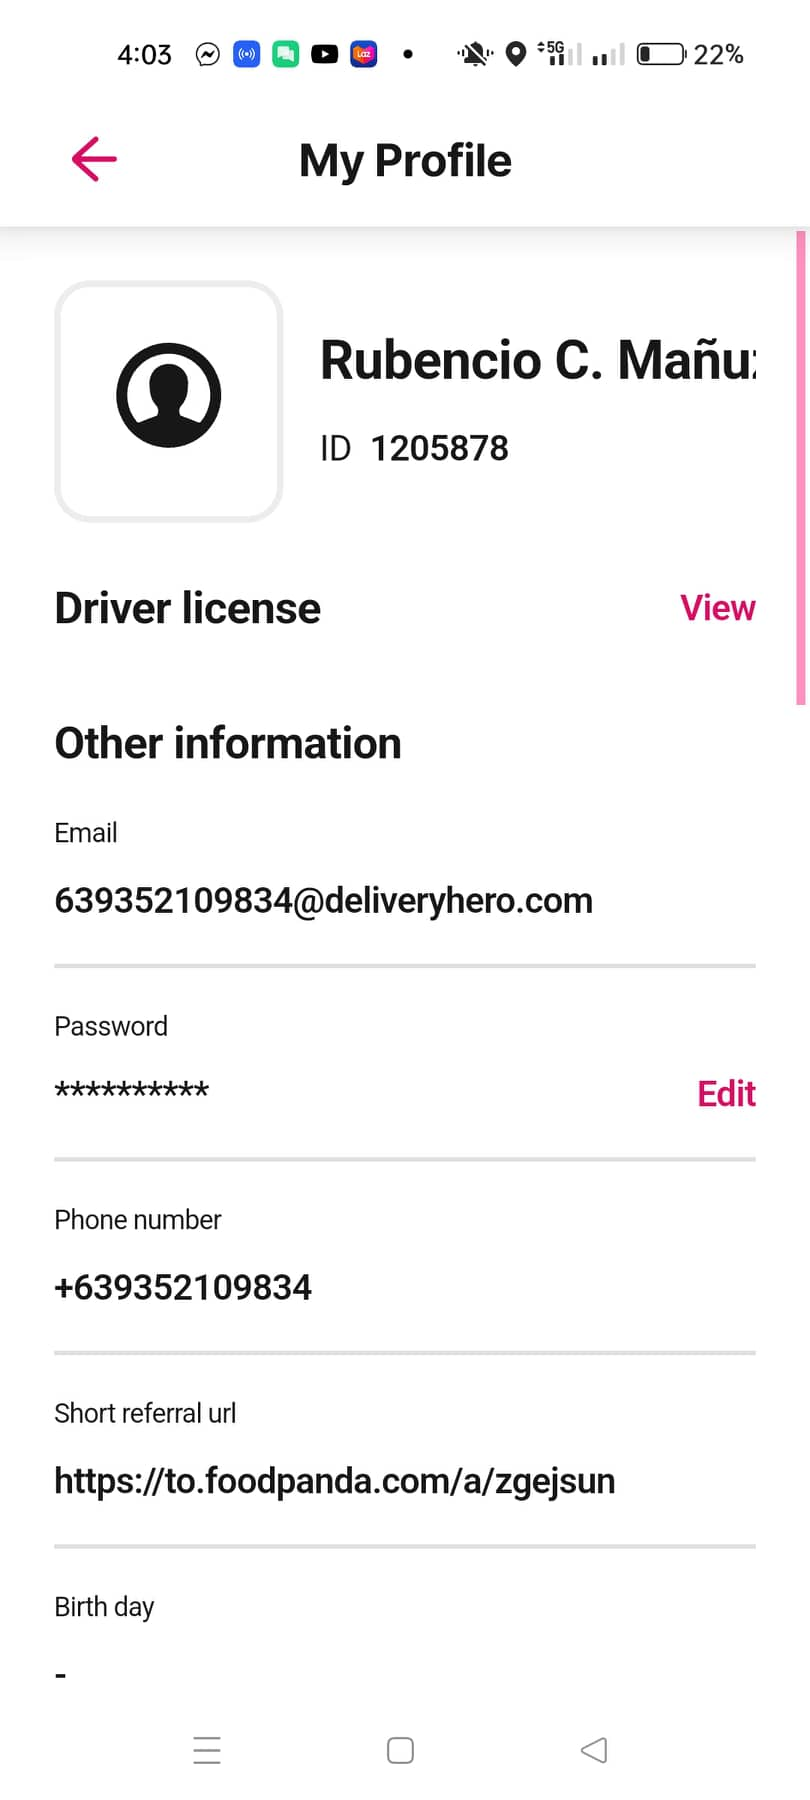 4:03 Laz 5G 22%
My Profile
Rubencio C. Mañu
ID 1205878
Driver license View
Other information
Email
639352109834@deliveryhero.com
Password
********** Edit
Phone number
+639352109834
Short referral url
https://to.foodpanda.com/a/zgejsun
Birth day
-